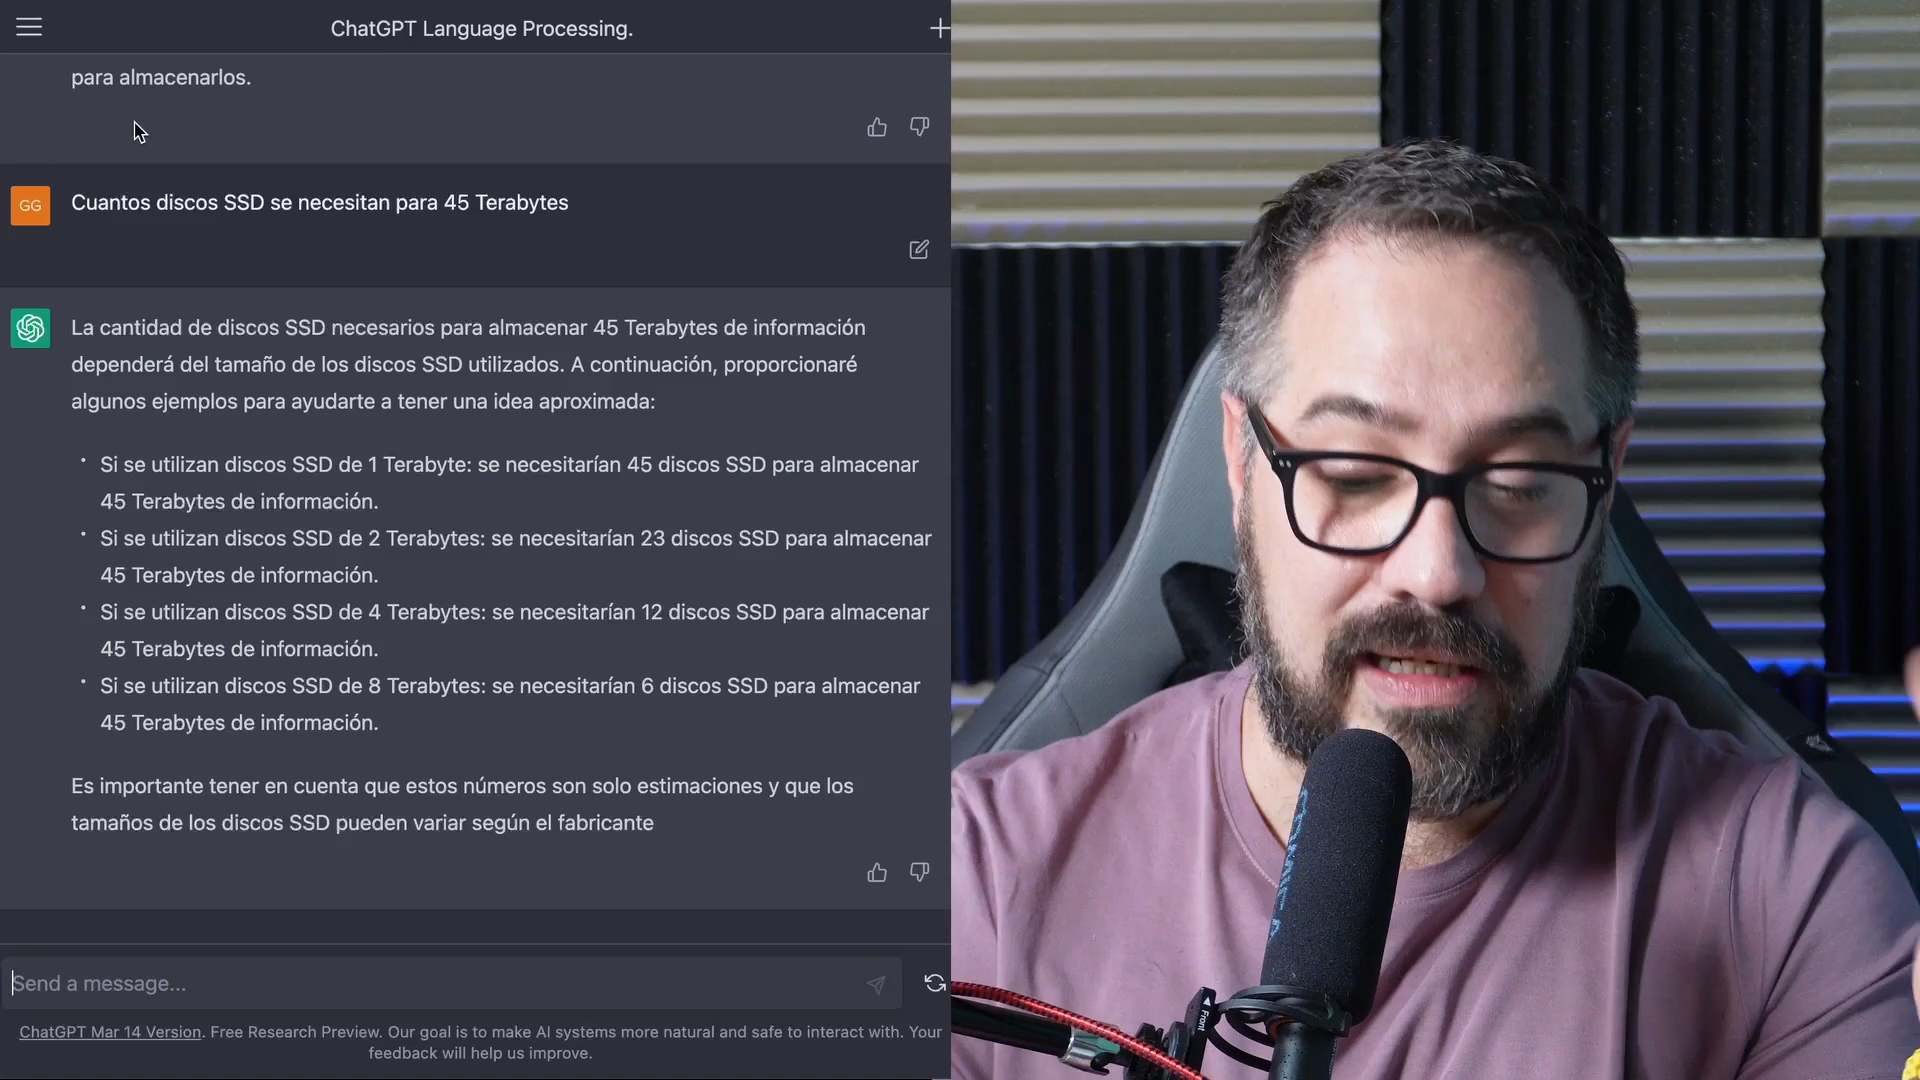 ChatGPT Language Processing.
para almacenarlos.
GG
Cuantos discos SSD se necesitan para 45 Terabytes
La cantidad de discos SSD necesarios para almacenar 45 Terabytes de información
dependerá del tamaño de los discos SSD utilizados. A continuación, proporcionaré
algunos ejemplos para ayudarte a tener una idea aproximada:
Si se utilizan discos SSD de 1 Terabyte: se necesitarían 45 discos SSD para almacenar
45 Terabytes de información.
Si se utilizan discos SSD de 2 Terabytes: se necesitarían 23 discos SSD para almacenar
45 Terabytes de información.
Si se utilizan discos SSD de 4 Terabytes: se necesitarían 12 discos SSD para almacenar
45 Terabytes de información.
Si se utilizan discos SSD de 8 Terabytes: se necesitarían 6 discos SSD para almacenar
45 Terabytes de información.
Es importante tener en cuenta que estos números son solo estimaciones y que los
tamaños de los discos SSD pueden variar según el fabricante
Send a message...
ChatGPT Mar 14 Version. Free Research Preview. Our goal is to make AI systems more natural and safe to interact with. Your
feedback will help us improve.
Front